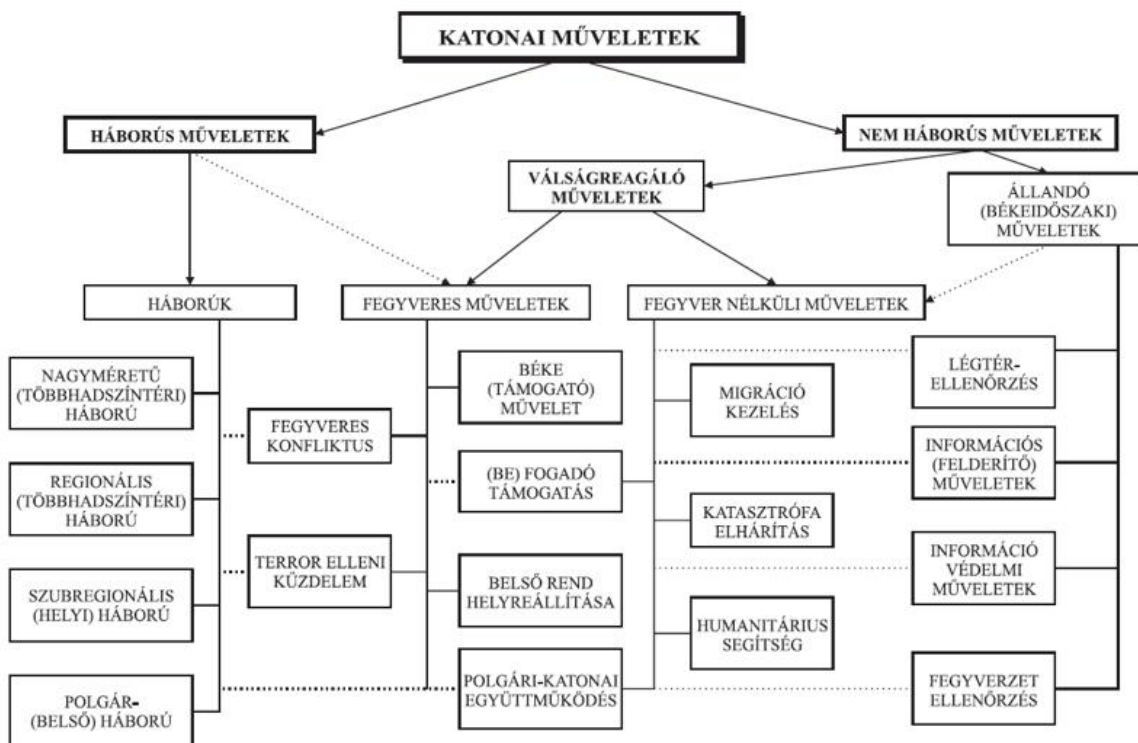 KATONAI MŰVELETEK
HÁBORÚS MŰVELETEK
NEM HÁBORÚS MŰVELETEK
VÁLSÁGREAGÁLÓ
MŰVELETEK
ÁLLANDÓ
(BÉKEIDŐSZAKI)
MŰVELETEK
HÁBORÚK
FEGYVERES MŰVELETEK
FEGYVER NÉLKÜLI MŰVELETEK
NAGYMÉRETŰ
(TÖBBHADSZÍNTÉRI)
HÁBORÚ
REGIONÁLIS
(TÖBBHADSZÍNTÉRI)
HÁBORÚ
SZUBREGIONÁLIS
(HELYI) HÁBORÚ
POLGÁR-
(BELSŐ) HÁBORÚ
FEGYVERES
KONFLIKTUS
TERROR ELLENI
KÜZDELEM
BÉKE
(TÁMOGATÓ)
MŰVELET
(BE) FOGADÓ
TÁMOGATÁS
BELSŐ REND
HELYREÁLLÍTÁSA
POLGÁRI-KATONAI
EGYÜTTMŰKÖDÉS
MIGRÁCIÓ
KEZELÉS
KATASZTRÓFA
ELHÁRÍTÁS
HUMANITÁRIUS
SEGÍTSÉG
LÉGTÉR-
ELLENŐRZÉS
INFORMÁCIÓS
(FELDERÍTŐ)
MŰVELETEK
INFORMÁCIÓ
VÉDELMI
MŰVELETEK
FEGYVERZET
ELLENŐRZÉS